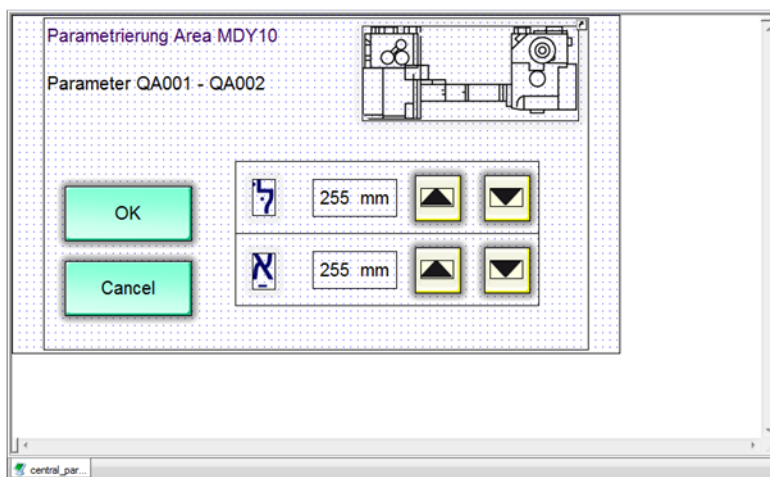 Parametrierung Area MDY10
Parameter QA001 - QA002
לּ 255 mm
OK
אַ 255 mm
Cancel
central_par...